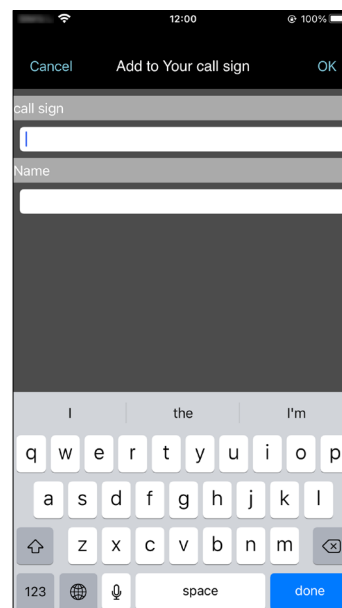 12:00 100%
Cancel Add to Your call sign OK
call sign
Name
I the I'm
q w e r t y u i o p
a s d f g h j k l
z x c v b n m
123 space done